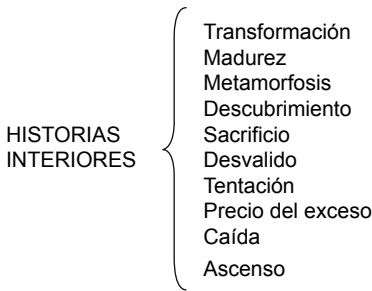 HISTORIAS
INTERIORES
Transformación
Madurez
Metamorfosis
Descubrimiento
Sacrificio
Desvalido
Tentación
Precio del exceso
Caída
Ascenso